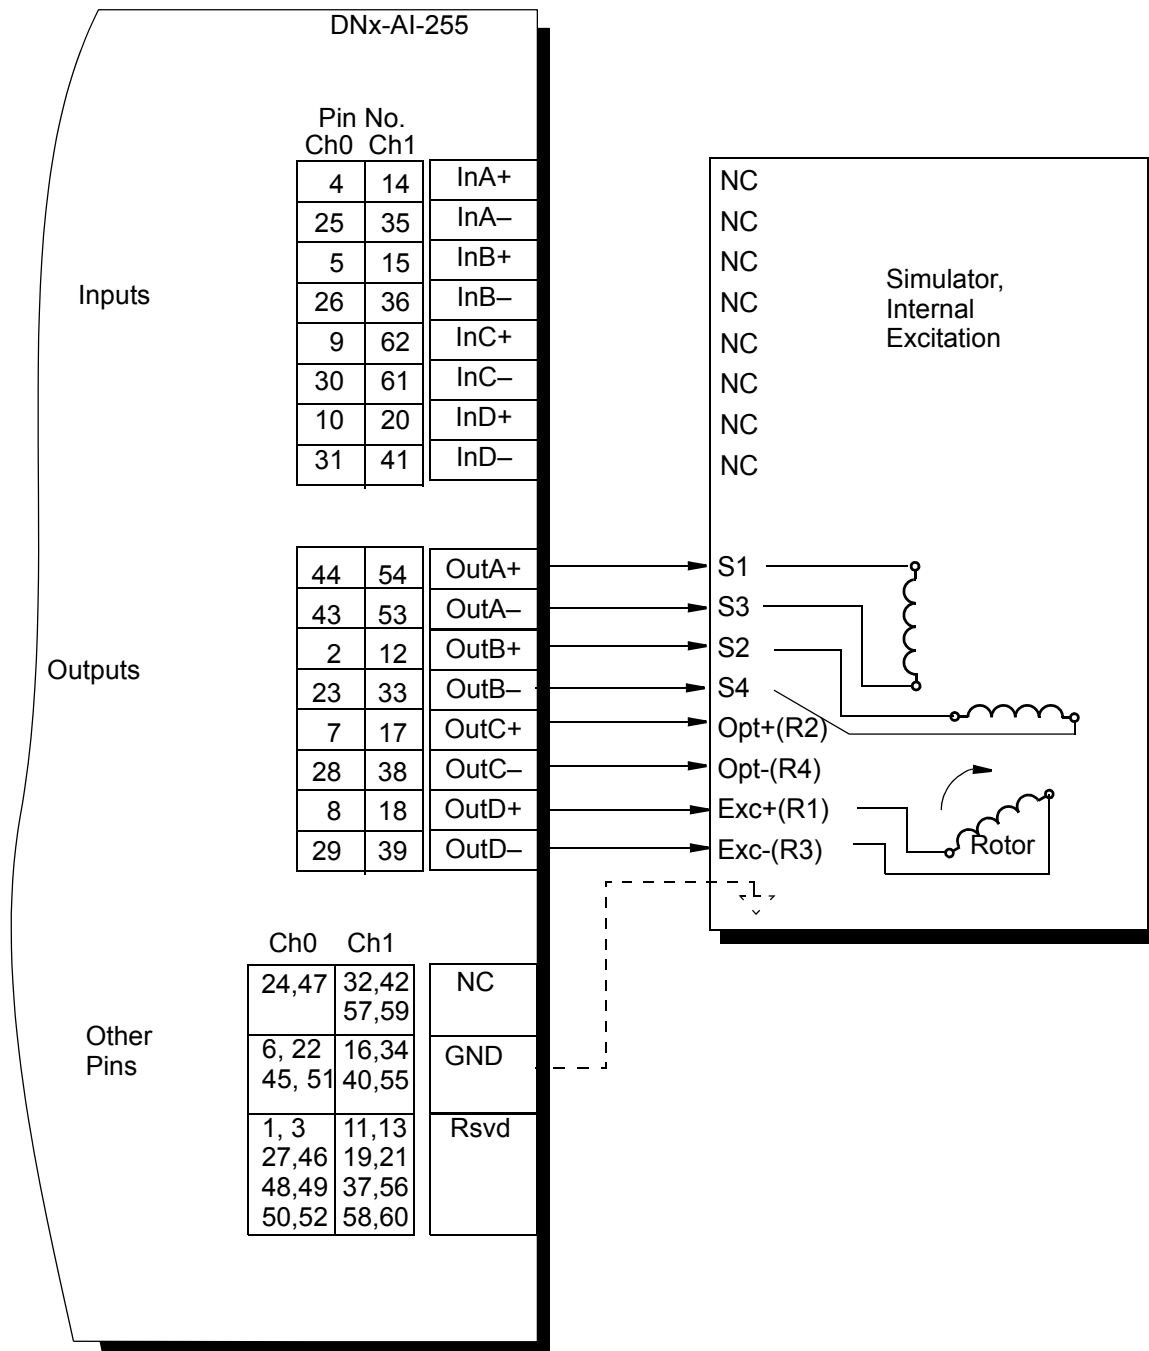 DNx-AI-255
Pin No.
Ch0 Ch1
4 14 InA+
25 35 InA–
5 15 InB+
26 36 InB–
9 62 InC+
30 61 InC–
10 20 InD+
31 41 InD–
Inputs
NC
NC
NC
NC
NC
NC
NC
NC
Simulator,
Internal
Excitation
Outputs
44 54 OutA+
43 53 OutA–
2 12 OutB+
23 33 OutB–
7 17 OutC+
28 38 OutC–
8 18 OutD+
29 39 OutD–
S1
S3
S2
S4
Opt+(R2)
Opt-(R4)
Exc+(R1)
Exc-(R3)
Rotor
Ch0 Ch1
Other
Pins
24,47 32,42 NC
57,59
6, 22 16,34 GND
45, 51 40,55
1, 3 11,13 Rsvd
27,46 19,21
48,49 37,56
50,52 58,60